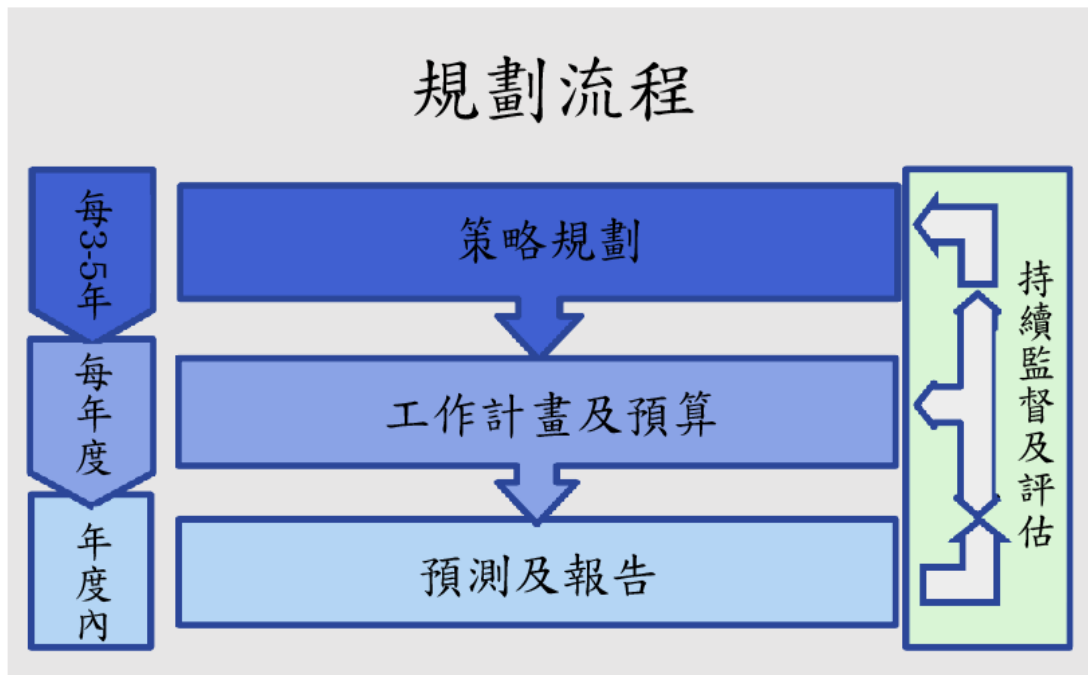 規劃流程
每3-5年
策略規劃
每年度
工作計畫及預算
年度內
預測及報告
持續監督及評估